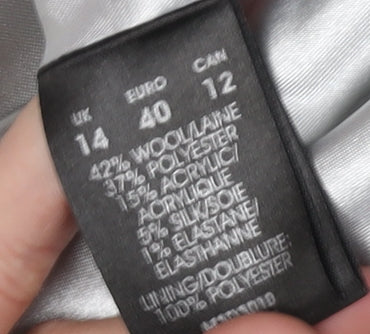 UK EURO CAN
14 40 12
42% WOOL/LAINE
37% POLYESTER
15% ACRYLIC/
ACRYLIQUE
5% SILK/SOIE
1% ELASTANE/
ELASTHANNE
LINING/DOUBLURE:
100% POLYESTER